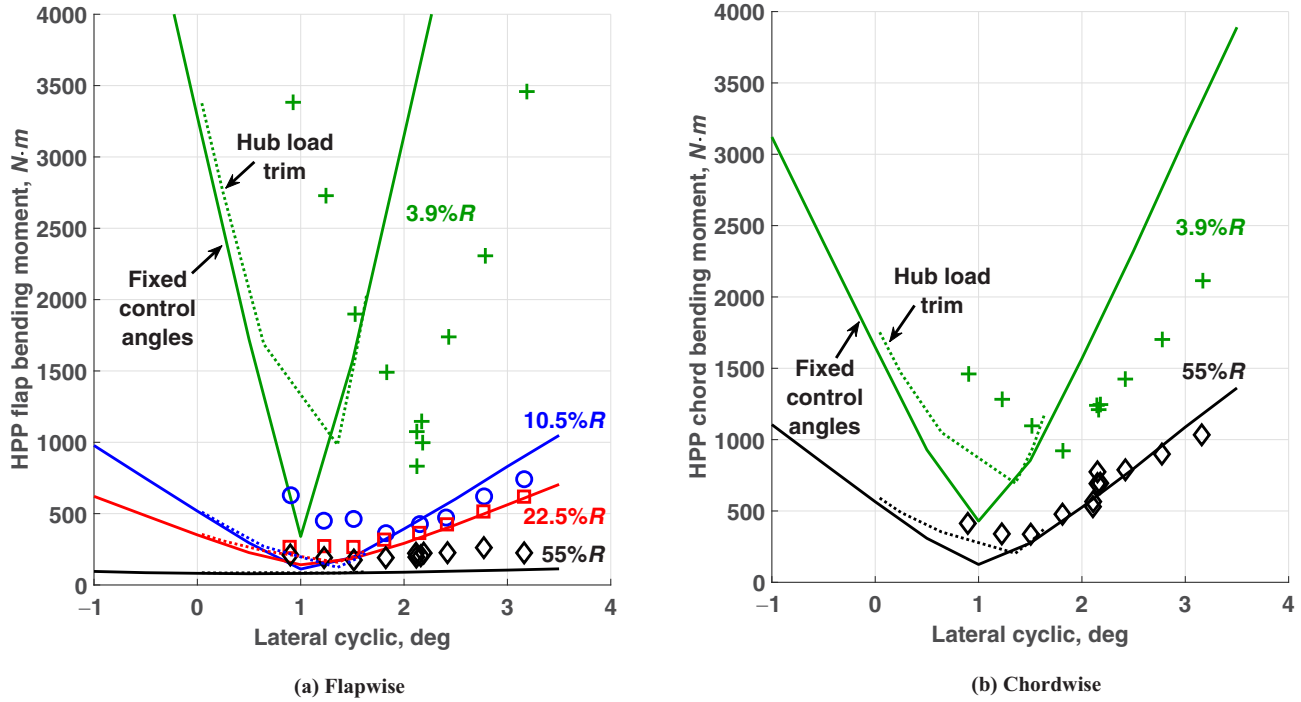 4000
3500
3000
2500
2000
1500
1000
500
0
HPP flap bending moment, N·m
Hub load
trim
Fixed
control
angles
3.9%R
10.5%R
22.5%R
55%R
−1 0 1 2 3 4
Lateral cyclic, deg
(a) Flapwise
4000
3500
3000
2500
2000
1500
1000
500
0
HPP chord bending moment, N·m
Hub load
trim
Fixed
control
angles
3.9%R
55%R
−1 0 1 2 3 4
Lateral cyclic, deg
(b) Chordwise